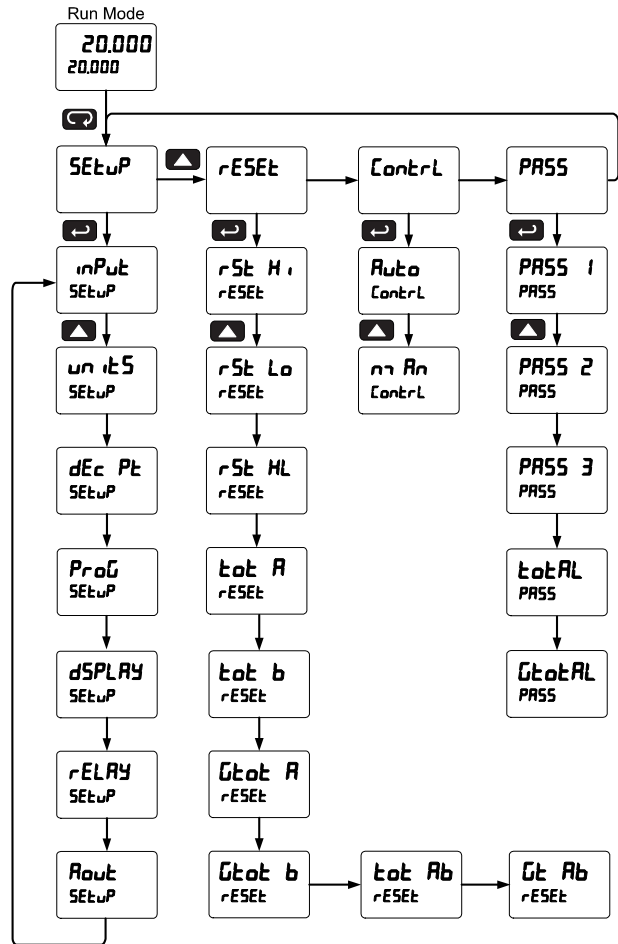 Run Mode
20.000
20.000
SEtuP
rESEt
ContrL
PASS
inPut
SEtuP
rSt Hi
rESEt
Auto
ContrL
PASS 1
PASS
unitS
SEtuP
rSt Lo
rESEt
mAn
ContrL
PASS 2
PASS
dEc Pt
SEtuP
rSt HL
rESEt
PASS 3
PASS
ProG
SEtuP
tot A
rESEt
totAL
PASS
dSPLAY
SEtuP
tot b
rESEt
GtotAL
PASS
rELAY
SEtuP
Gtot A
rESEt
Aout
SEtuP
Gtot b
rESEt
tot Ab
rESEt
Gt Ab
rESEt